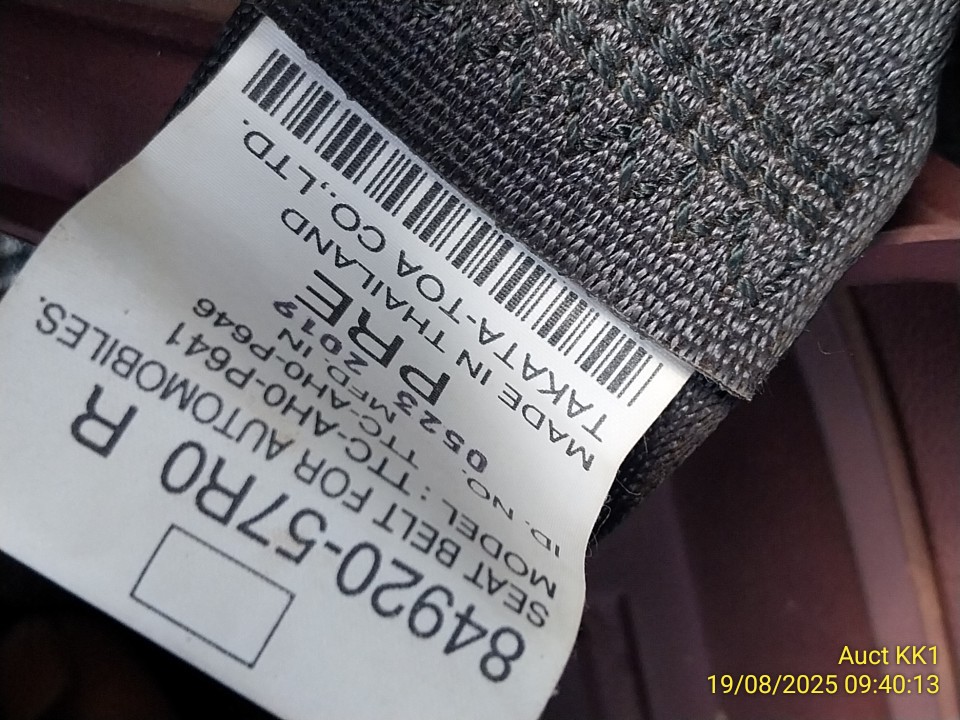 84920-57R0 R
SEAT BELT FOR AUTOMOBILES.
MODEL : TTC-AH0-P641
TTC-AH0-P646
ID. NO. 0523 MFD IN 2019
PRE
MADE IN THAILAND
TAKATA-TOA CO.,LTD.
Auct KK1
19/08/2025 09:40:13